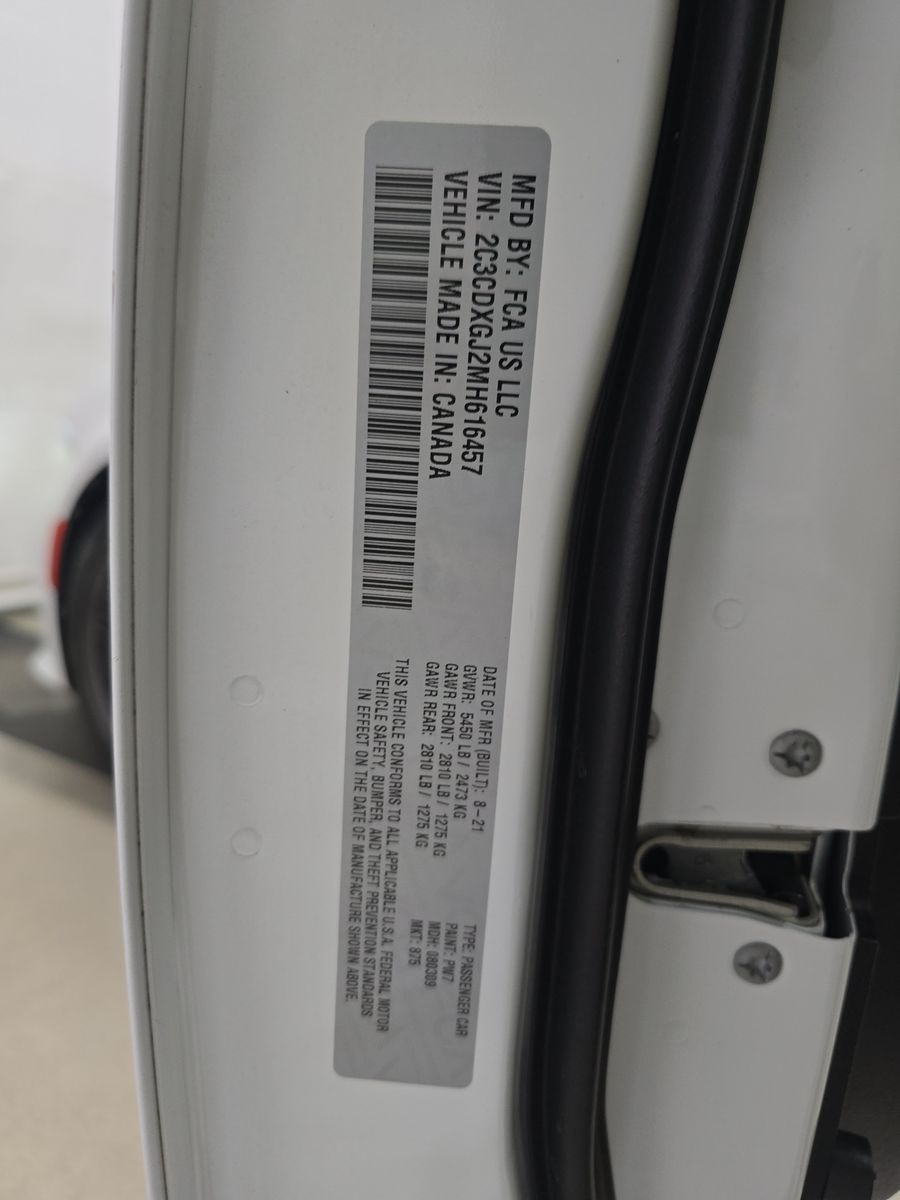 MFD BY: FCA US LLC
VIN: 2C3CDXGJ2MH616457
VEHICLE MADE IN: CANADA
DATE OF MFR (BUILT): 8-21
GVWR: 5450 LB / 2473 KG
GAWR FRONT: 2810 LB / 1275 KG
GAWR REAR: 2810 LB / 1275 KG
THIS VEHICLE CONFORMS TO ALL APPLICABLE U.S.A. FEDERAL MOTOR
VEHICLE SAFETY, BUMPER, AND THEFT PREVENTION STANDARDS
IN EFFECT ON THE DATE OF MANUFACTURE SHOWN ABOVE.
TYPE: PASSENGER CAR
PAINT: PW7
MDH: 080309
MKT: 875